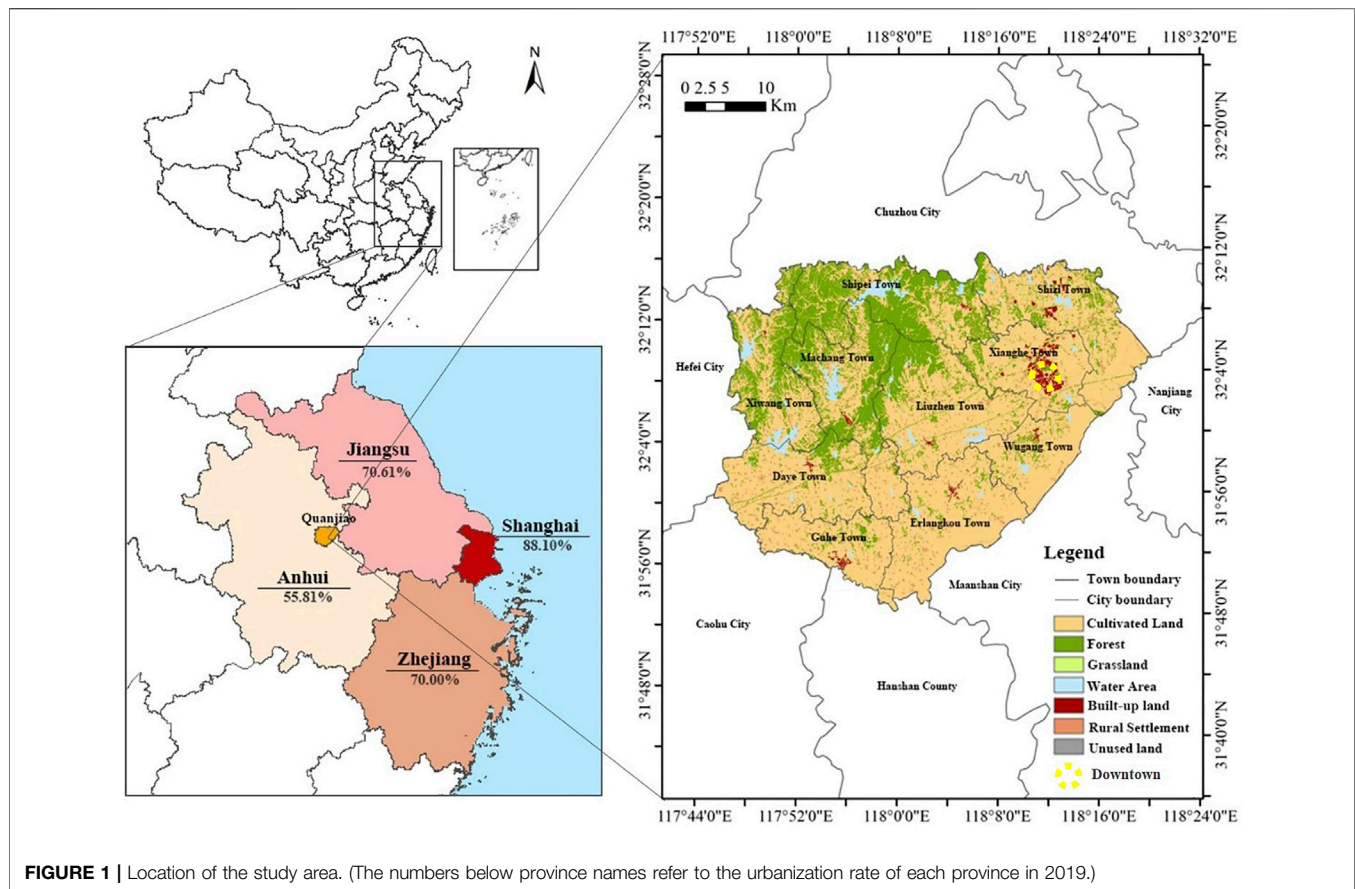 N
Jiangsu
70.61%
Quanjiao
Shanghai
88.10%
Anhui
55.81%
Zhejiang
70.00%
117°52'0"E 118°0'0"E 118°8'0"E 118°16'0"E 118°24'0"E 118°32'0"E
32°28'0"N
32°20'0"N
32°12'0"N
32°4'0"N
31°56'0"N
31°48'0"N
0 2.5 5 10
Km
Chuzhou City
Shipei Town
Shizi Town
Hefei City
Machang Town
Xianghe Town
Nanjiang
City
Xiwang Town
Liuzhen Town
Wugang Town
Daye Town
Erlangkou Town
Guhe Town
Maanshan City
Caohu City
Hanshan County
Legend
Town boundary
City boundary
Cultivated Land
Forest
Grassland
Water Area
Built-up land
Rural Settlement
Unused land
Downtown
32°20'0"N
32°12'0"N
32°4'0"N
31°56'0"N
31°48'0"N
31°40'0"N
117°44'0"E 117°52'0"E 118°0'0"E 118°8'0"E 118°16'0"E 118°24'0"E
FIGURE 1 | Location of the study area. (The numbers below province names refer to the urbanization rate of each province in 2019.)